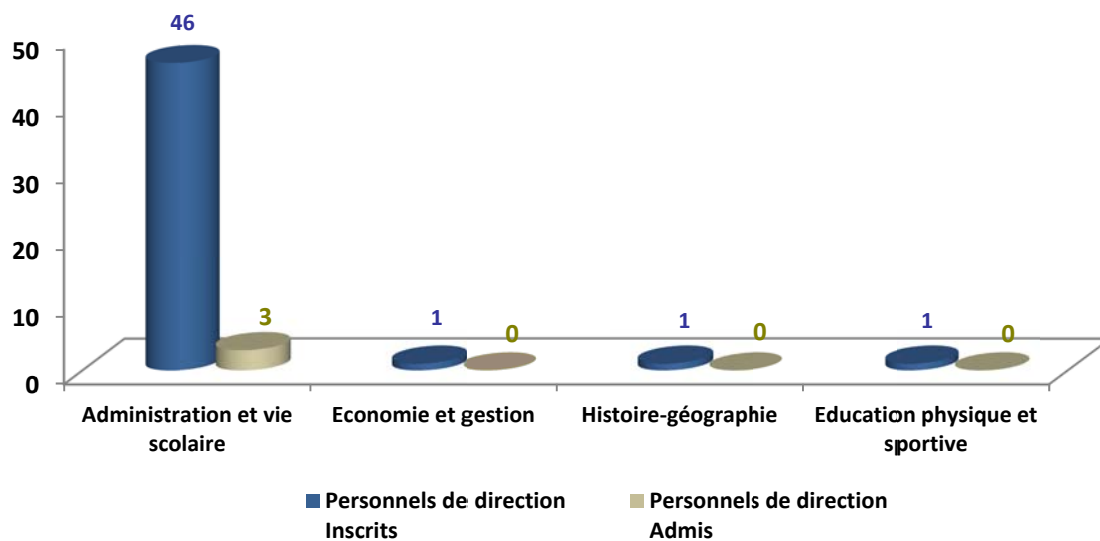 46
50
40
30
20
10
0
3
1
0
1
0
1
0
Administration et vie
scolaire
Economie et gestion
Histoire-géographie
Education physique et
sportive
Personnels de direction
Inscrits
Personnels de direction
Admis